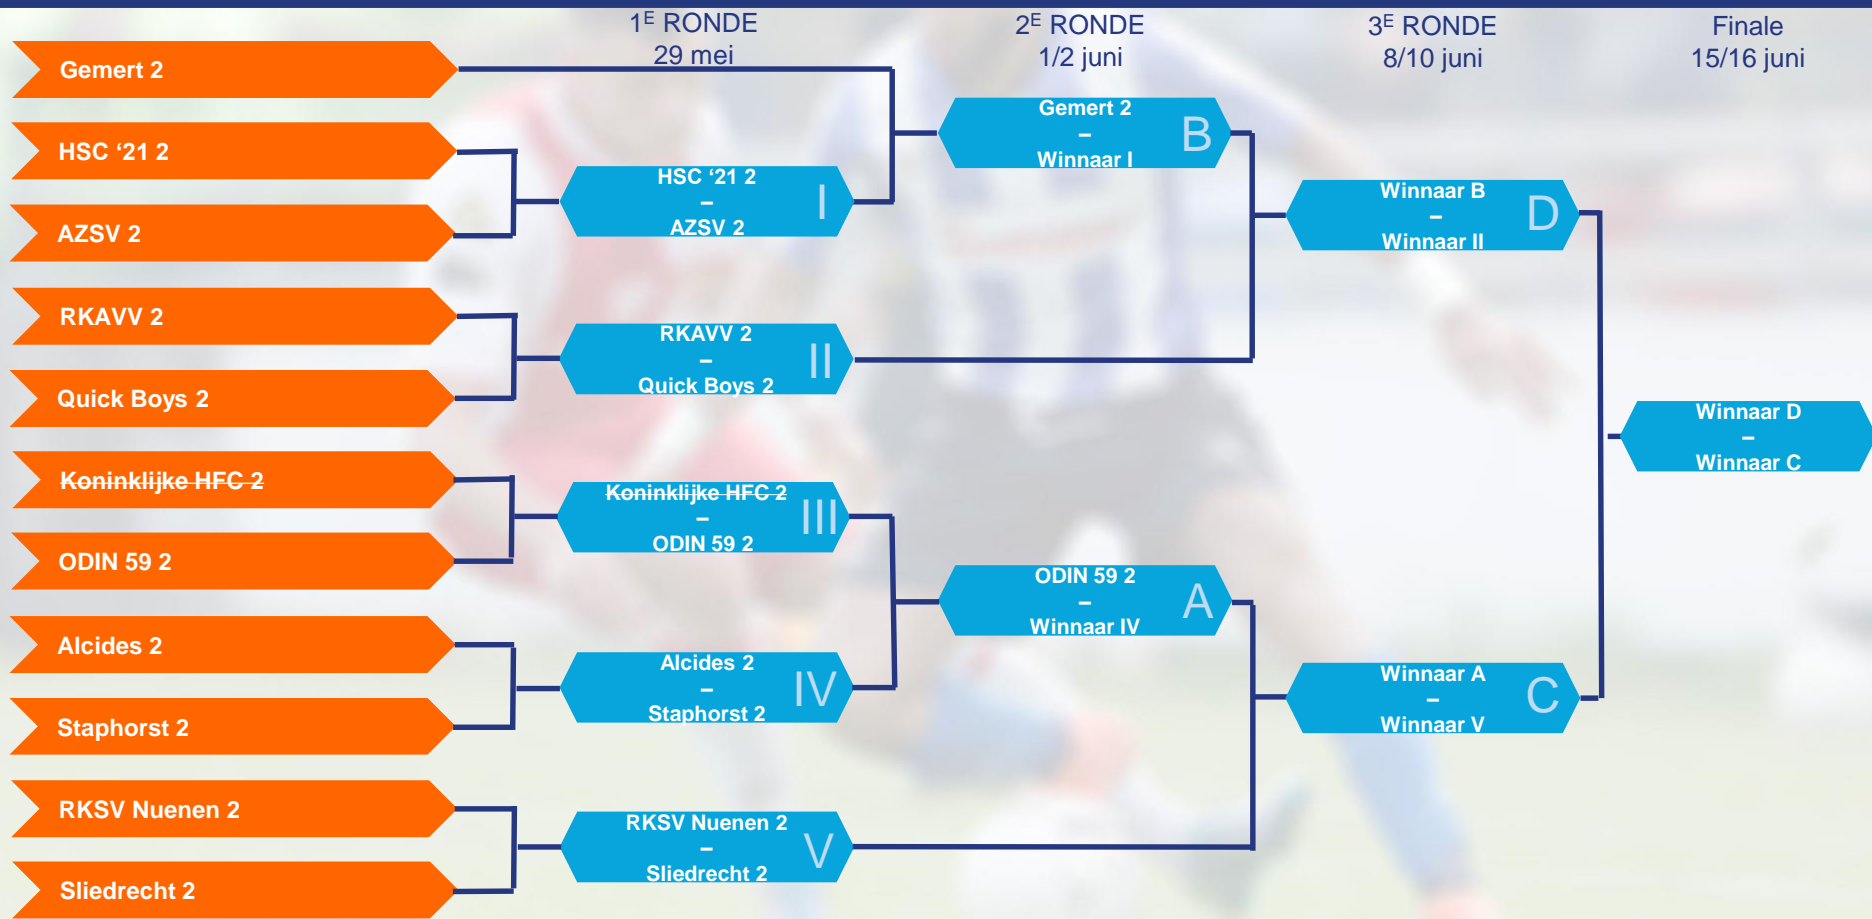 1E RONDE
29 mei
2E RONDE
1/2 juni
3E RONDE
8/10 juni
Finale
15/16 juni
Gemert 2
HSC ‘21 2
AZSV 2
RKAVV 2
Quick Boys 2
Koninklijke HFC 2
ODIN 59 2
Alcides 2
Staphorst 2
RKSV Nuenen 2
Sliedrecht 2
HSC ‘21 2
–
AZSV 2
I
RKAVV 2
–
Quick Boys 2
II
Koninklijke HFC 2
–
ODIN 59 2
III
Alcides 2
–
Staphorst 2
IV
RKSV Nuenen 2
–
Sliedrecht 2
V
Gemert 2
–
Winnaar I
B
ODIN 59 2
–
Winnaar IV
A
Winnaar B
–
Winnaar II
D
Winnaar A
–
Winnaar V
C
Winnaar D
–
Winnaar C